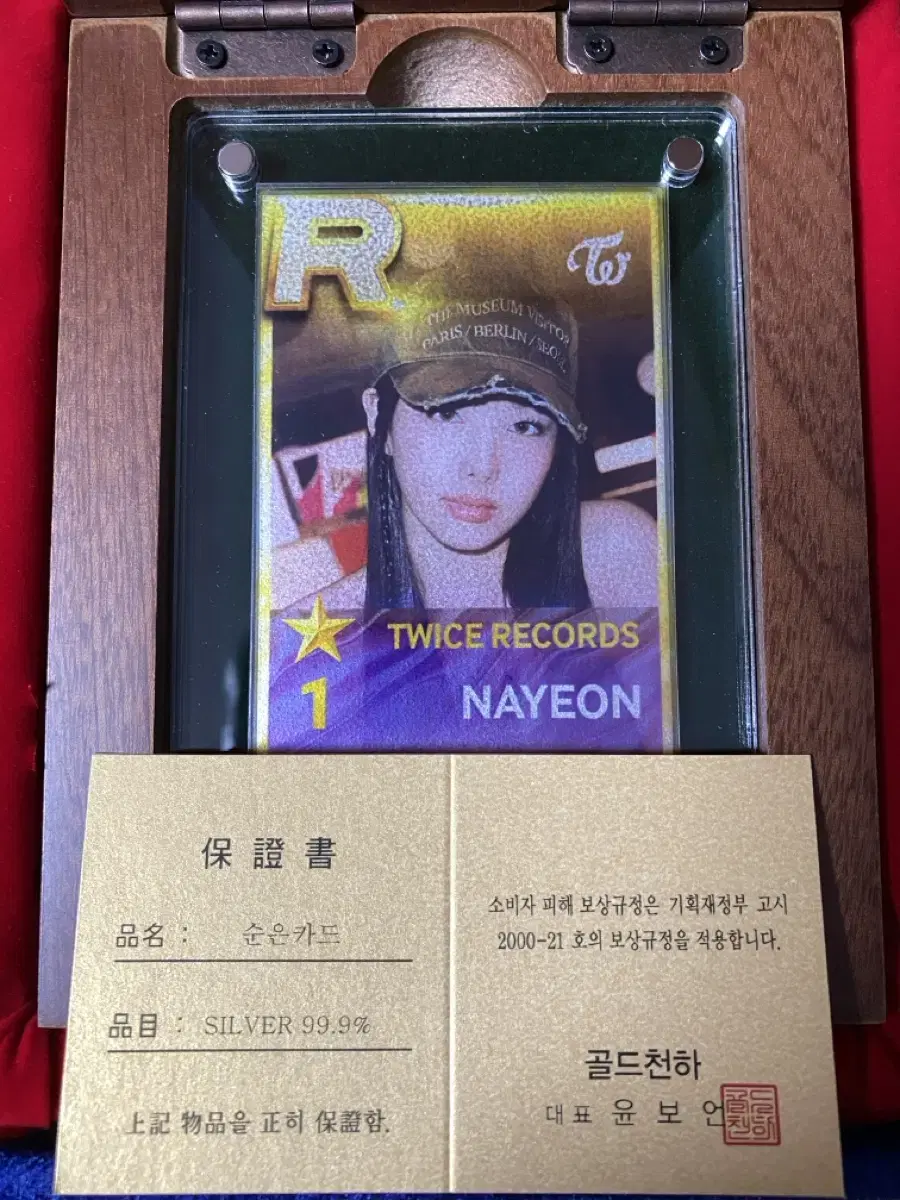 R
TW
THE MUSEUM VISITOR
PARIS / BERLIN / SEOUL
TWICE RECORDS
1
NAYEON
保證書
品名 : 순은카드
品目 : SILVER 99.9%
上記 物品을 正히 保證함.
소비자 피해 보상규정은 기획재정부 고시
2000-21 호의 보상규정을 적용합니다.
골드천하
대표 윤보언